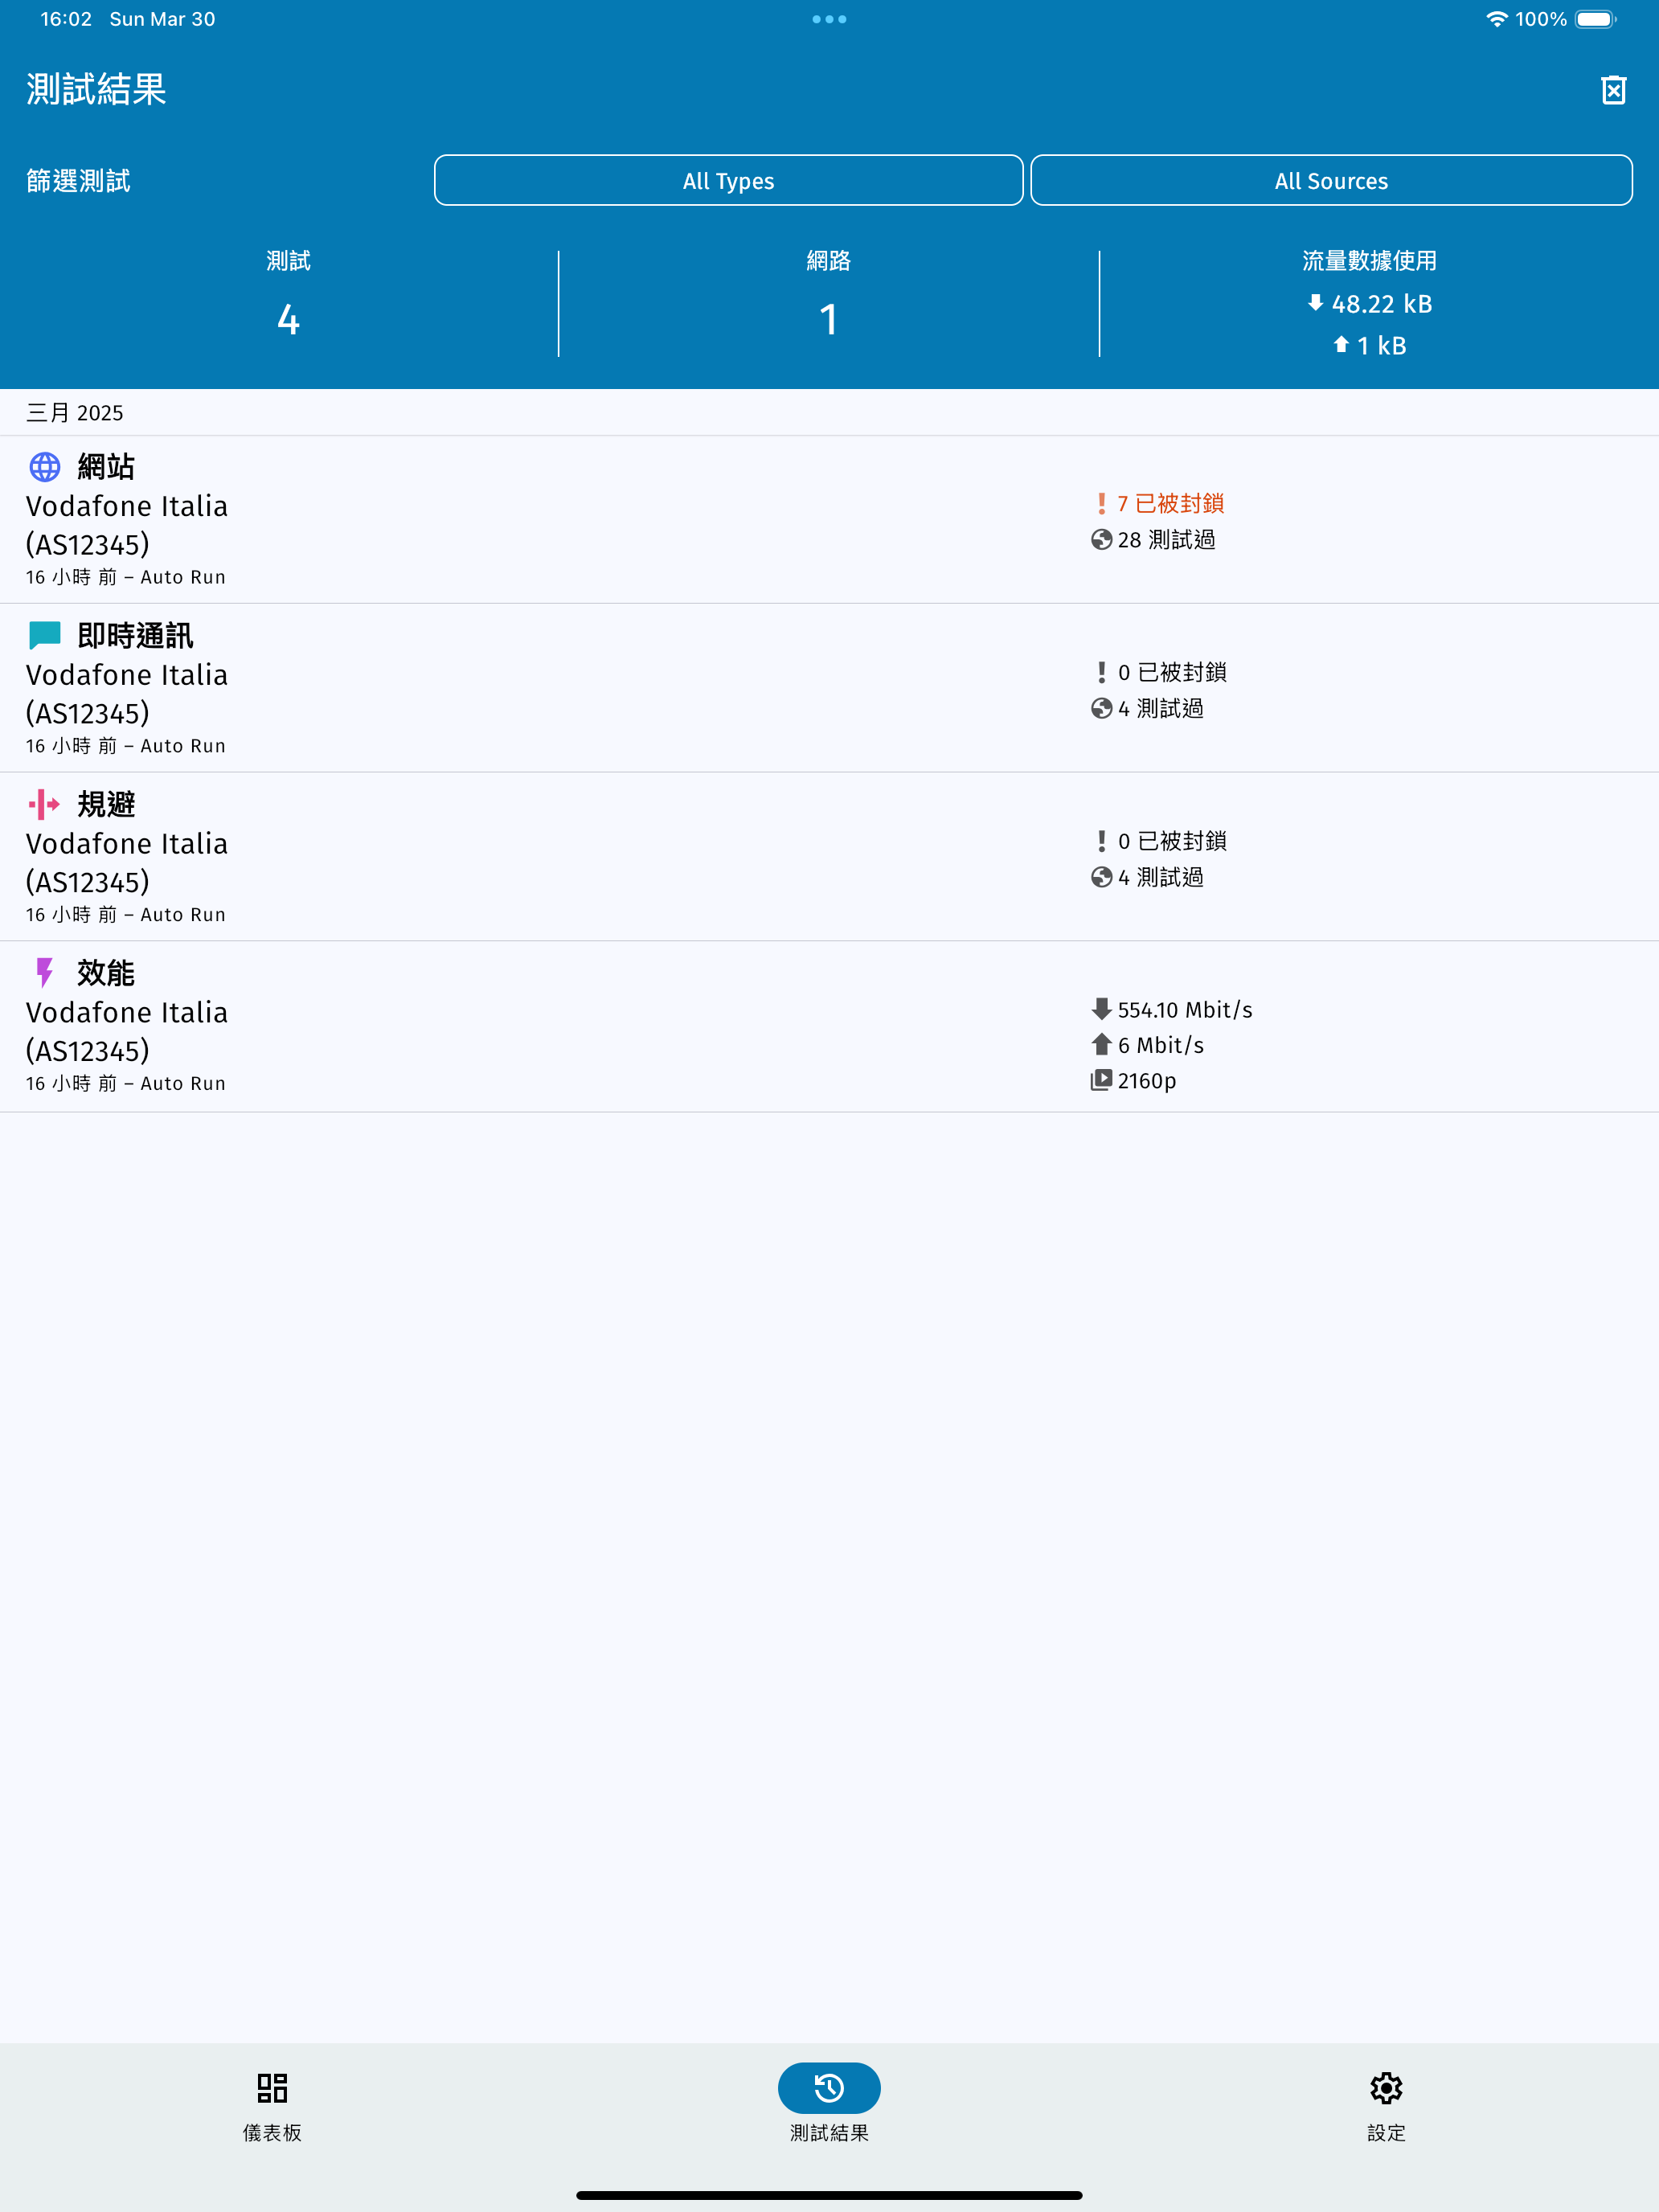 16:02 Sun Mar 30
100%
測試結果
篩選測試
All Types
All Sources
測試
4
網路
1
流量數據使用
48.22 kB
1 kB
三月 2025
網站
Vodafone Italia
(AS12345)
16 小時 前 – Auto Run
7 已被封鎖
28 測試過
即時通訊
Vodafone Italia
(AS12345)
16 小時 前 – Auto Run
0 已被封鎖
4 測試過
規避
Vodafone Italia
(AS12345)
16 小時 前 – Auto Run
0 已被封鎖
4 測試過
效能
Vodafone Italia
(AS12345)
16 小時 前 – Auto Run
554.10 Mbit/s
6 Mbit/s
2160p
儀表板
測試結果
設定